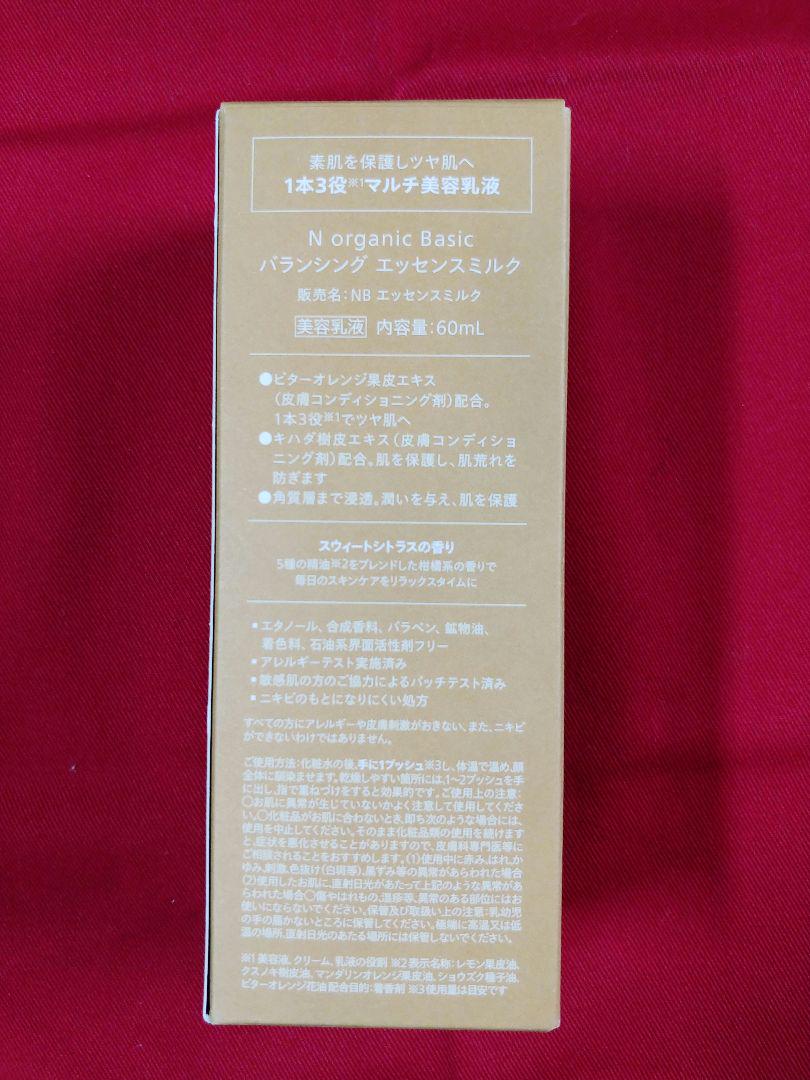 素肌を保護しツヤ肌へ
1本3役※1マルチ美容乳液
N organic Basic
バランシング エッセンスミルク
販売名:NB エッセンスミルク
美容乳液 内容量:60mL
●ビターオレンジ果皮エキス
(皮膚コンディショニング剤)配合。
1本3役※1でツヤ肌へ
●キハダ樹皮エキス(皮膚コンディショ
ニング剤)配合。肌を保護し、肌荒れを
防ぎます
●角質層まで浸透。潤いを与え、肌を保護
スウィートシトラスの香り
5種の精油※2をブレンドした柑橘系の香りで
毎日のスキンケアをリラックスタイムに
▪エタノール、合成香料、パラベン、鉱物油、
着色料、石油系界面活性剤フリー
▪アレルギーテスト実施済み
▪敏感肌の方のご協力によるパッチテスト済み
▪ニキビのもとになりにくい処方
すべての方にアレルギーや皮膚刺激がおきない、また、ニキビ
ができないわけではありません。
ご使用方法:化粧水の後、手に1プッシュ※3し、体温で温め、顔
全体に馴染ませます。乾燥しやすい箇所には、1~2プッシュを手
に出し、指で重ねづけをすると効果的です。ご使用上の注意:
○お肌に異常が生じていないかよく注意して使用してくださ
い。○化粧品がお肌に合わないとき、即ち次のような場合には、
使用を中止してください。そのまま化粧品類の使用を続けます
と、症状を悪化させることがありますので、皮膚科専門医等に
ご相談されることをおすすめします。(1)使用中に赤み、はれ、か
ゆみ、刺激、色抜け(白斑等)、黒ずみ等の異常があらわれた場合
(2)使用したお肌に、直射日光があたって上記のような異常があ
らわれた場合○傷やはれもの、湿疹等、異常のある部位にはお
使いにならないでください。保管及び取扱い上の注意:乳幼児
の手の届かないところに保管してください。極端に高温又は低
温の場所、直射日光のあたる場所には保管しないでください。
※1 美容液、クリーム、乳液の役割 ※2 表示名称:レモン果皮油、
クスノキ樹皮油、マンダリンオレンジ果皮油、ショウズク種子油、
ビターオレンジ花油 配合目的:着香剤 ※3 使用量は目安です